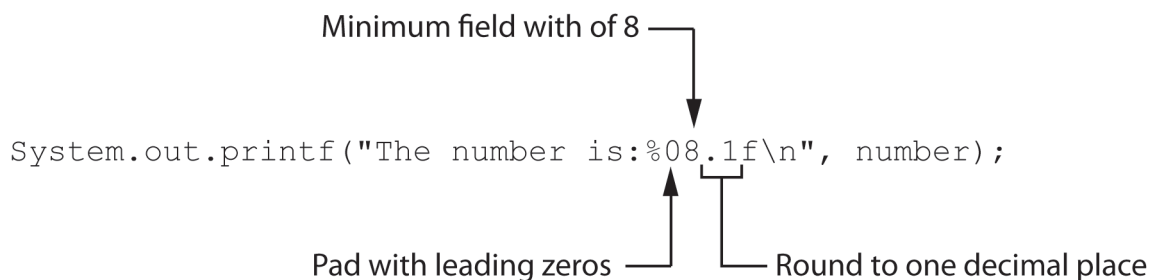 Minimum field with of 8
System.out.printf("The number is:%08.1f\n", number);
Pad with leading zeros
Round to one decimal place